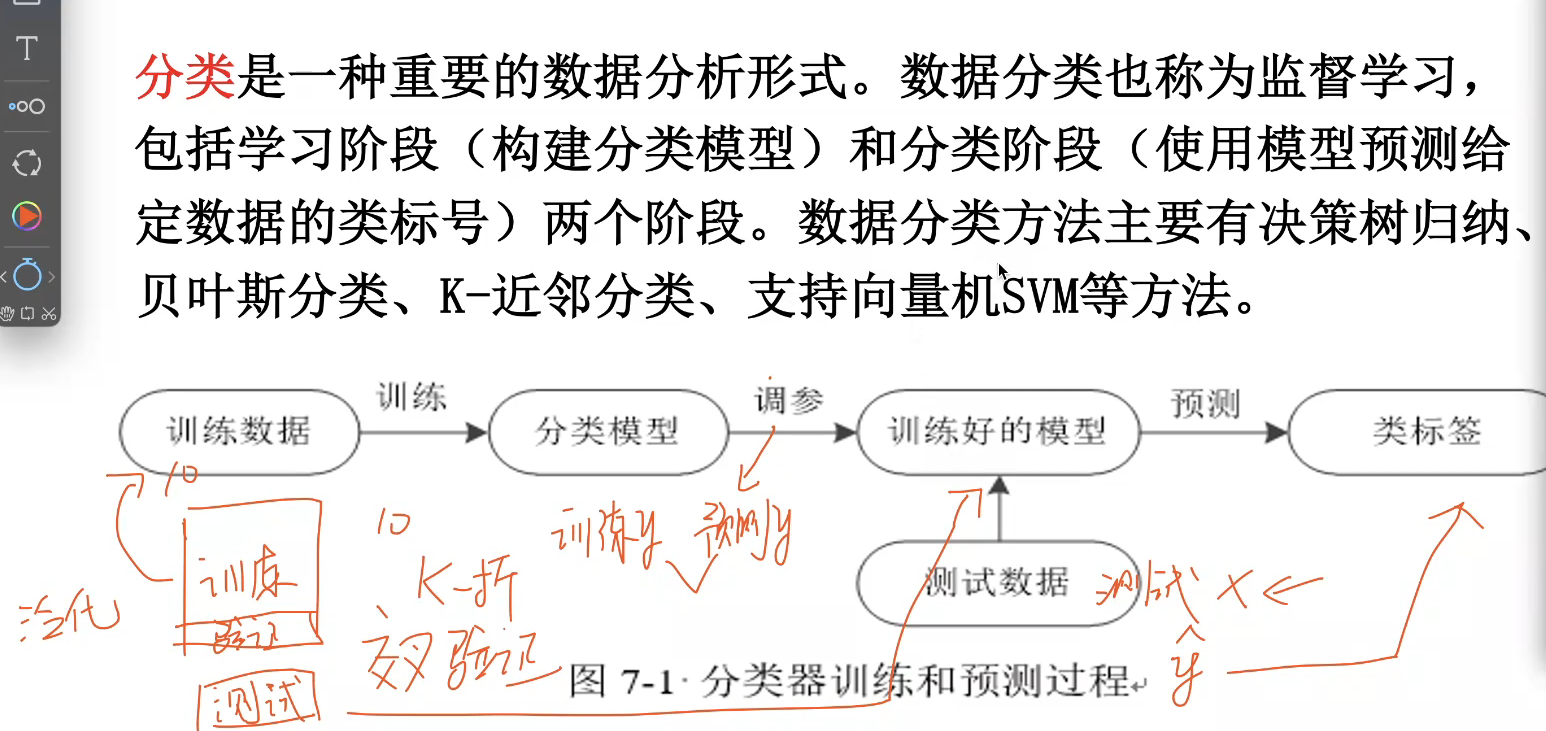 分类是一种重要的数据分析形式。数据分类也称为监督学习，
包括学习阶段（构建分类模型）和分类阶段（使用模型预测给
定数据的类标号）两个阶段。数据分类方法主要有决策树归纳、
贝叶斯分类、K-近邻分类、支持向量机SVM等方法。
训练数据
训练
分类模型
调参
训练好的模型
预测
类标签
10
10
训练y
预测y
训练
K-折
测试数据
测试 x
泛化
验证
交叉验证
ŷ
图 7-1 分类器训练和预测过程
测试
T